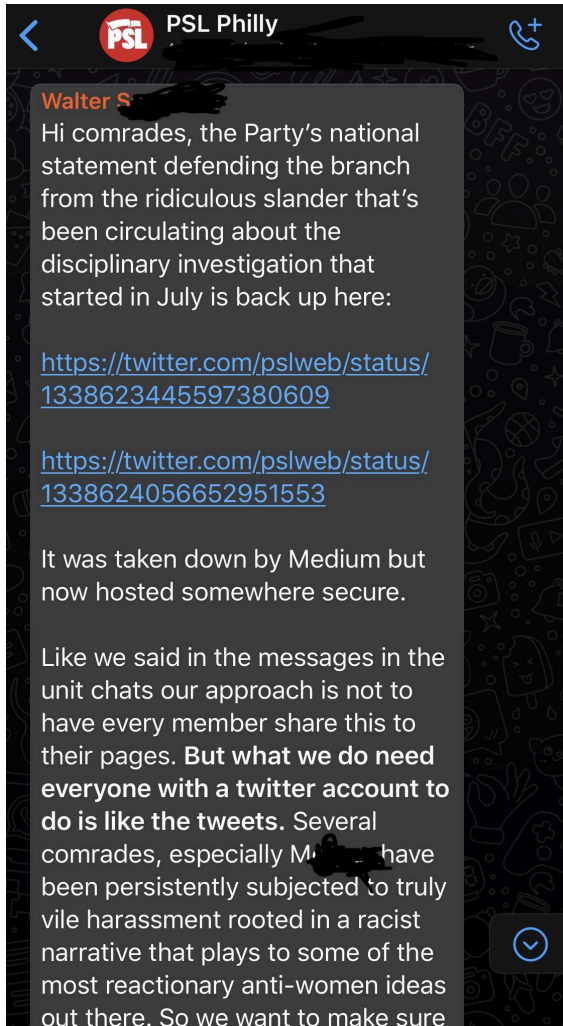 PSL
PSL Philly
Walter S
Hi comrades, the Party’s national
statement defending the branch
from the ridiculous slander that’s
been circulating about the
disciplinary investigation that
started in July is back up here:
https://twitter.com/pslweb/status/
1338623445597380609
https://twitter.com/pslweb/status/
1338624056652951553
It was taken down by Medium but
now hosted somewhere secure.
Like we said in the messages in the
unit chats our approach is not to
have every member share this to
their pages. But what we do need
everyone with a twitter account to
do is like the tweets. Several
comrades, especially M have
been persistently subjected to truly
vile harassment rooted in a racist
narrative that plays to some of the
most reactionary anti-women ideas
out there. So we want to make sure